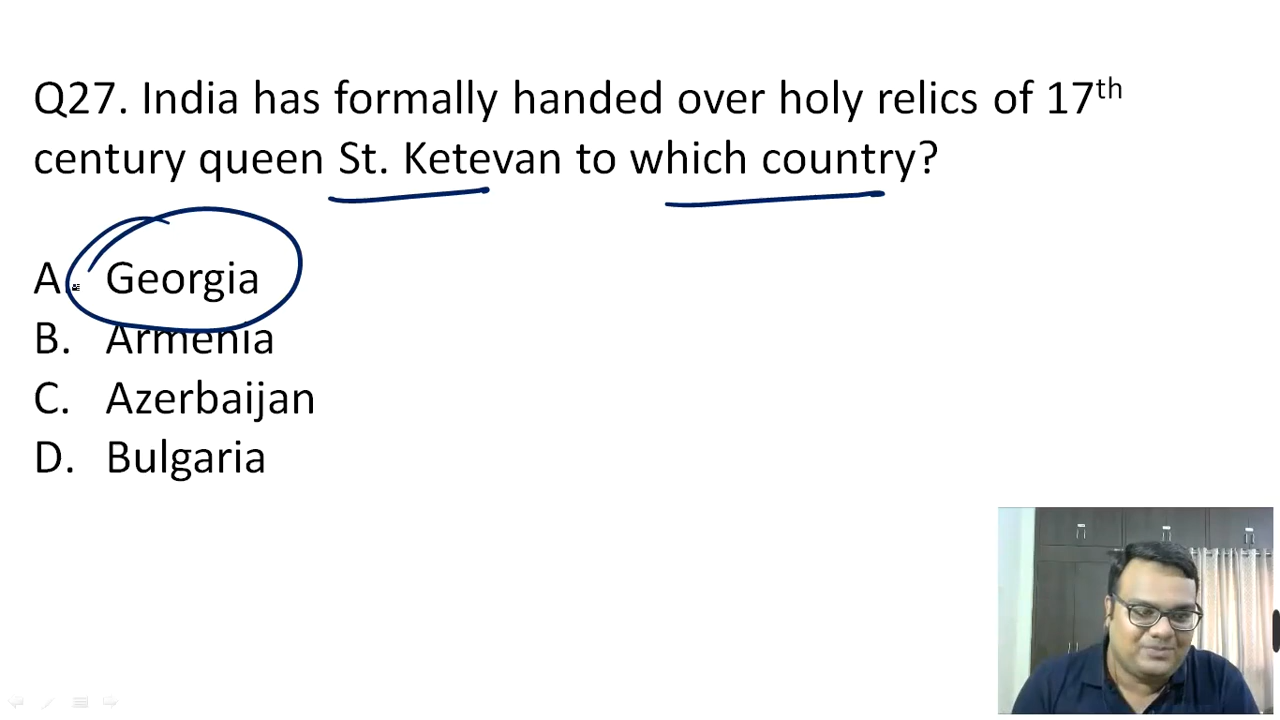 Q27. India has formally handed over holy relics of 17th
century queen St. Ketevan to which country?
A. Georgia
B. Armenia
C. Azerbaijan
D. Bulgaria